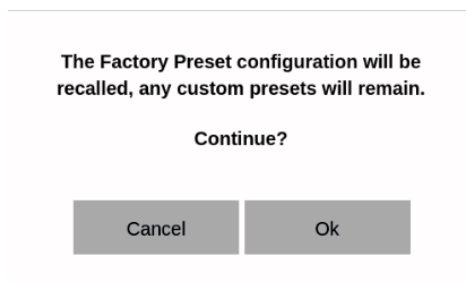 The Factory Preset configuration will be
recalled, any custom presets will remain.
Continue?
Cancel Ok